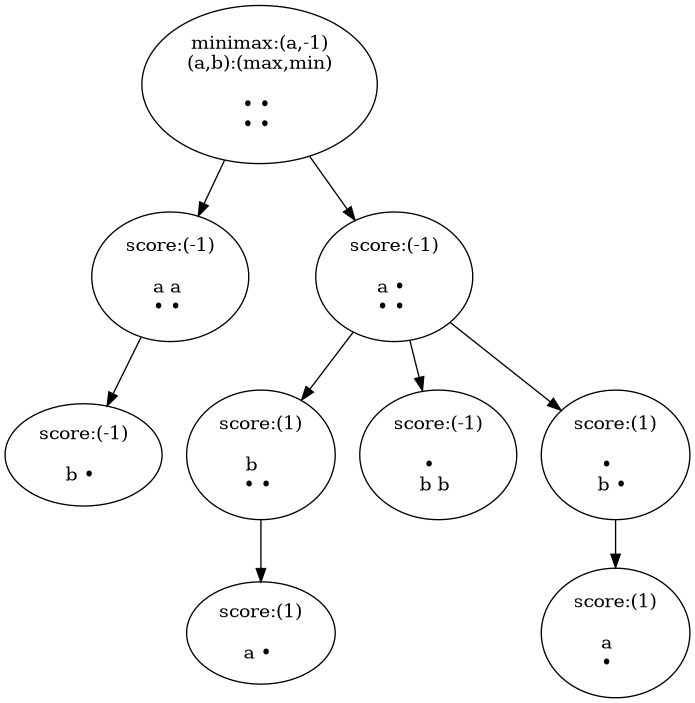 minimax:(a,-1)
(a,b):(max,min)
• •
• •
score:(-1)
a a
• •
score:(-1)
a •
• •
score:(-1)
b •
score:(1)
b
• •
score:(-1)
•
b b
score:(1)
•
b •
score:(1)
a •
score:(1)
a
•